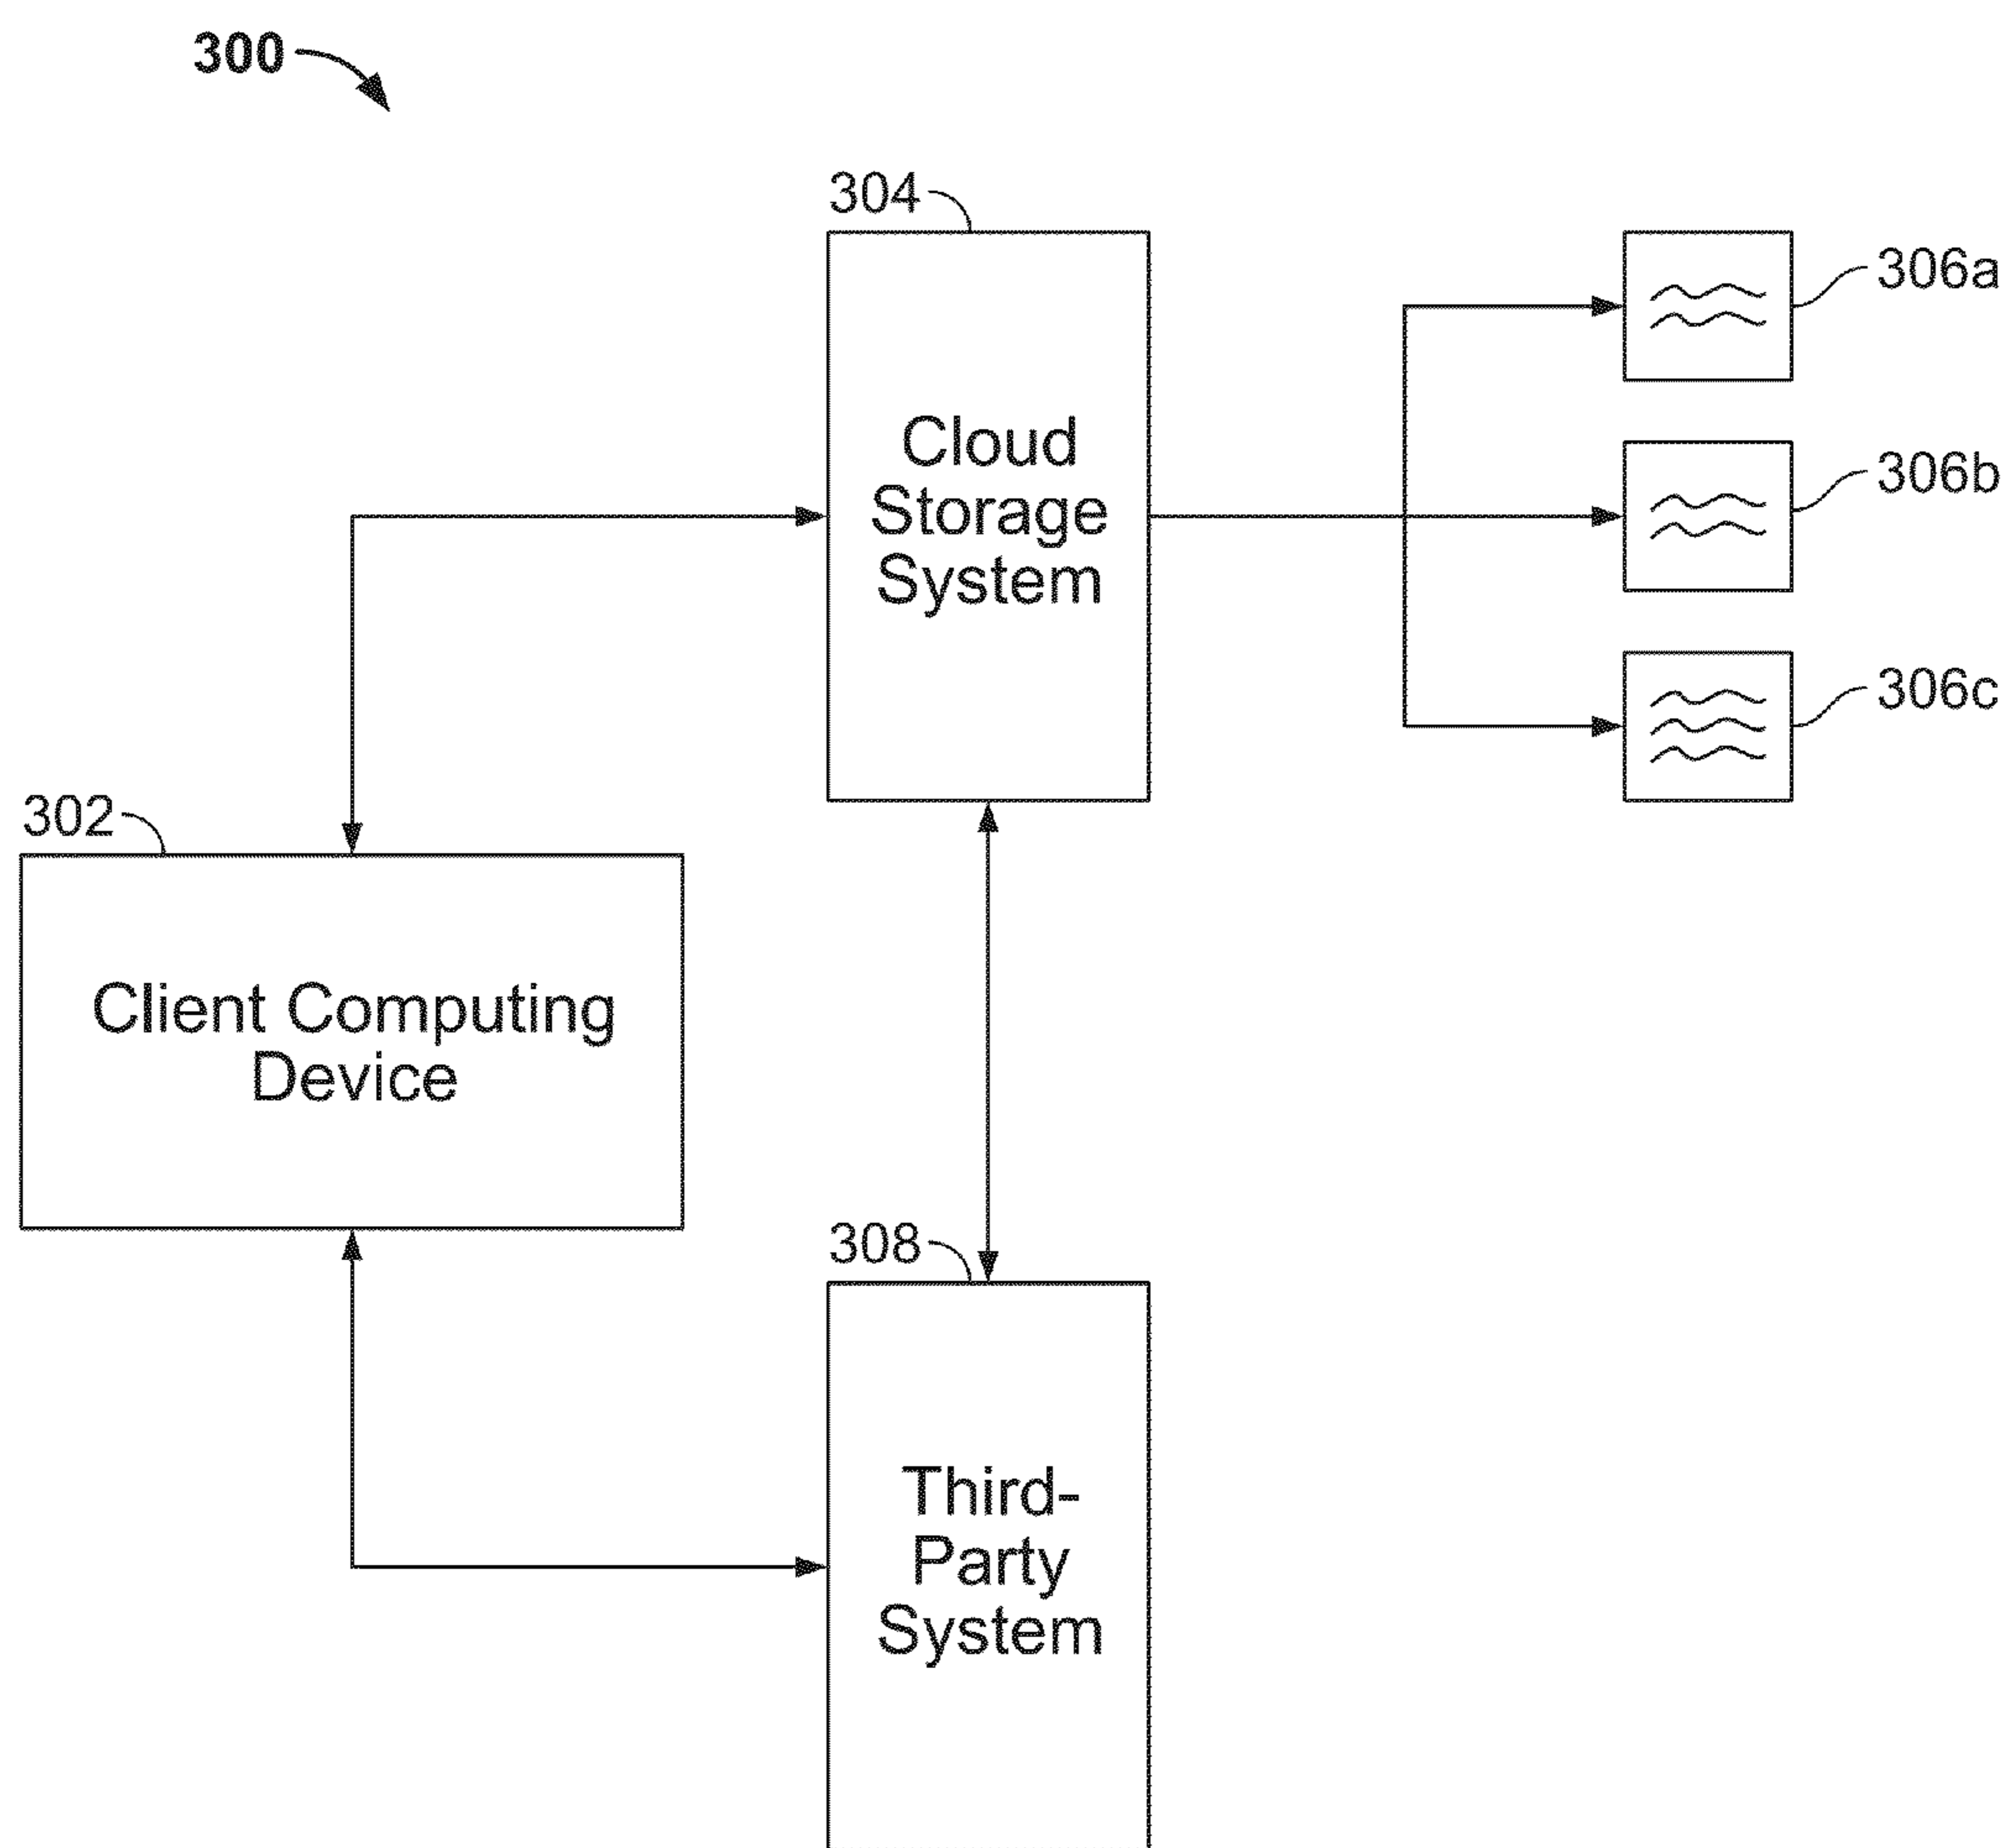 300
304
Cloud
Storage
System
306a
306b
306c
302
Client Computing
Device
308
Third-
Party
System